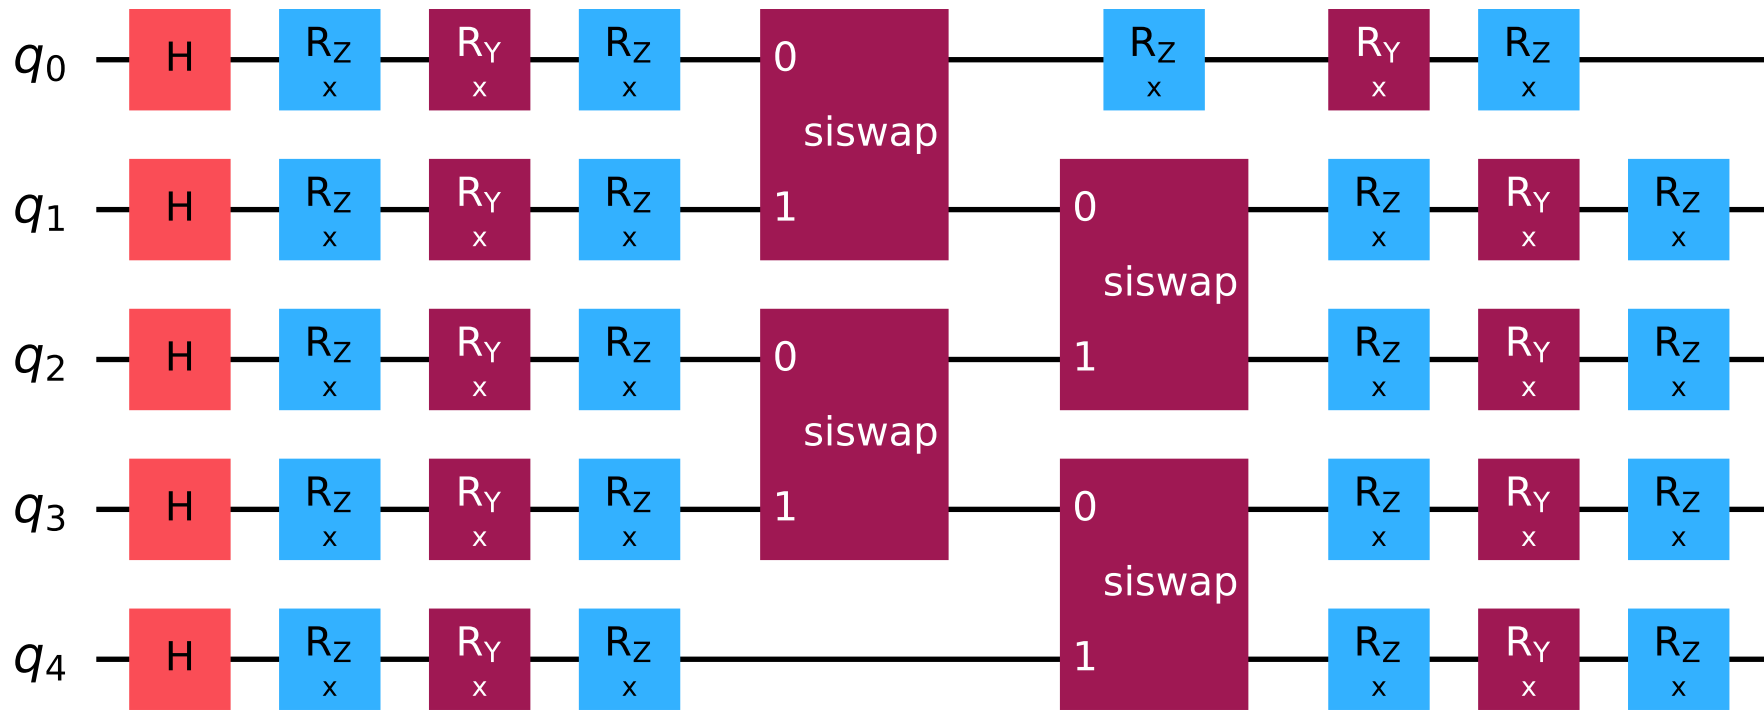 q0 H RZ x RY x RZ x 0 siswap RZ x RY x RZ x
q1 H RZ x RY x RZ x 1 0 siswap RZ x RY x RZ x
q2 H RZ x RY x RZ x 0 siswap 1 RZ x RY x RZ x
q3 H RZ x RY x RZ x 1 0 siswap RZ x RY x RZ x
q4 H RZ x RY x RZ x 1 RZ x RY x RZ x